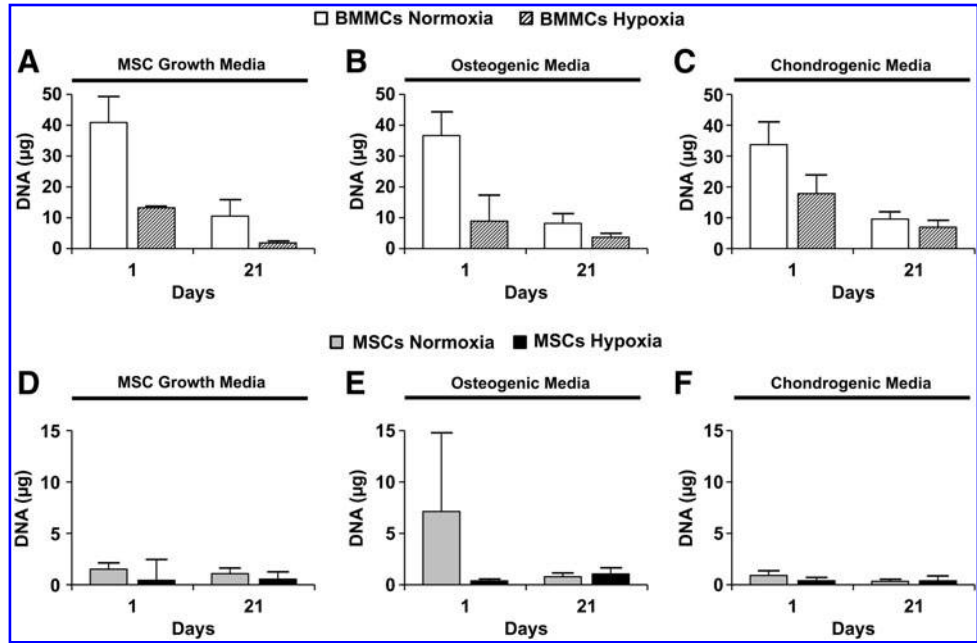 BMMCs Normoxia BMMCs Hypoxia
A MSC Growth Media
DNA (µg)
50
40
30
20
10
0
1 21
Days
B Osteogenic Media
DNA (µg)
50
40
30
20
10
0
1 21
Days
C Chondrogenic Media
DNA (µg)
50
40
30
20
10
0
1 21
Days
MSCs Normoxia MSCs Hypoxia
D MSC Growth Media
DNA (µg)
15
10
5
0
1 21
Days
E Osteogenic Media
DNA (µg)
15
10
5
0
1 21
Days
F Chondrogenic Media
DNA (µg)
15
10
5
0
1 21
Days